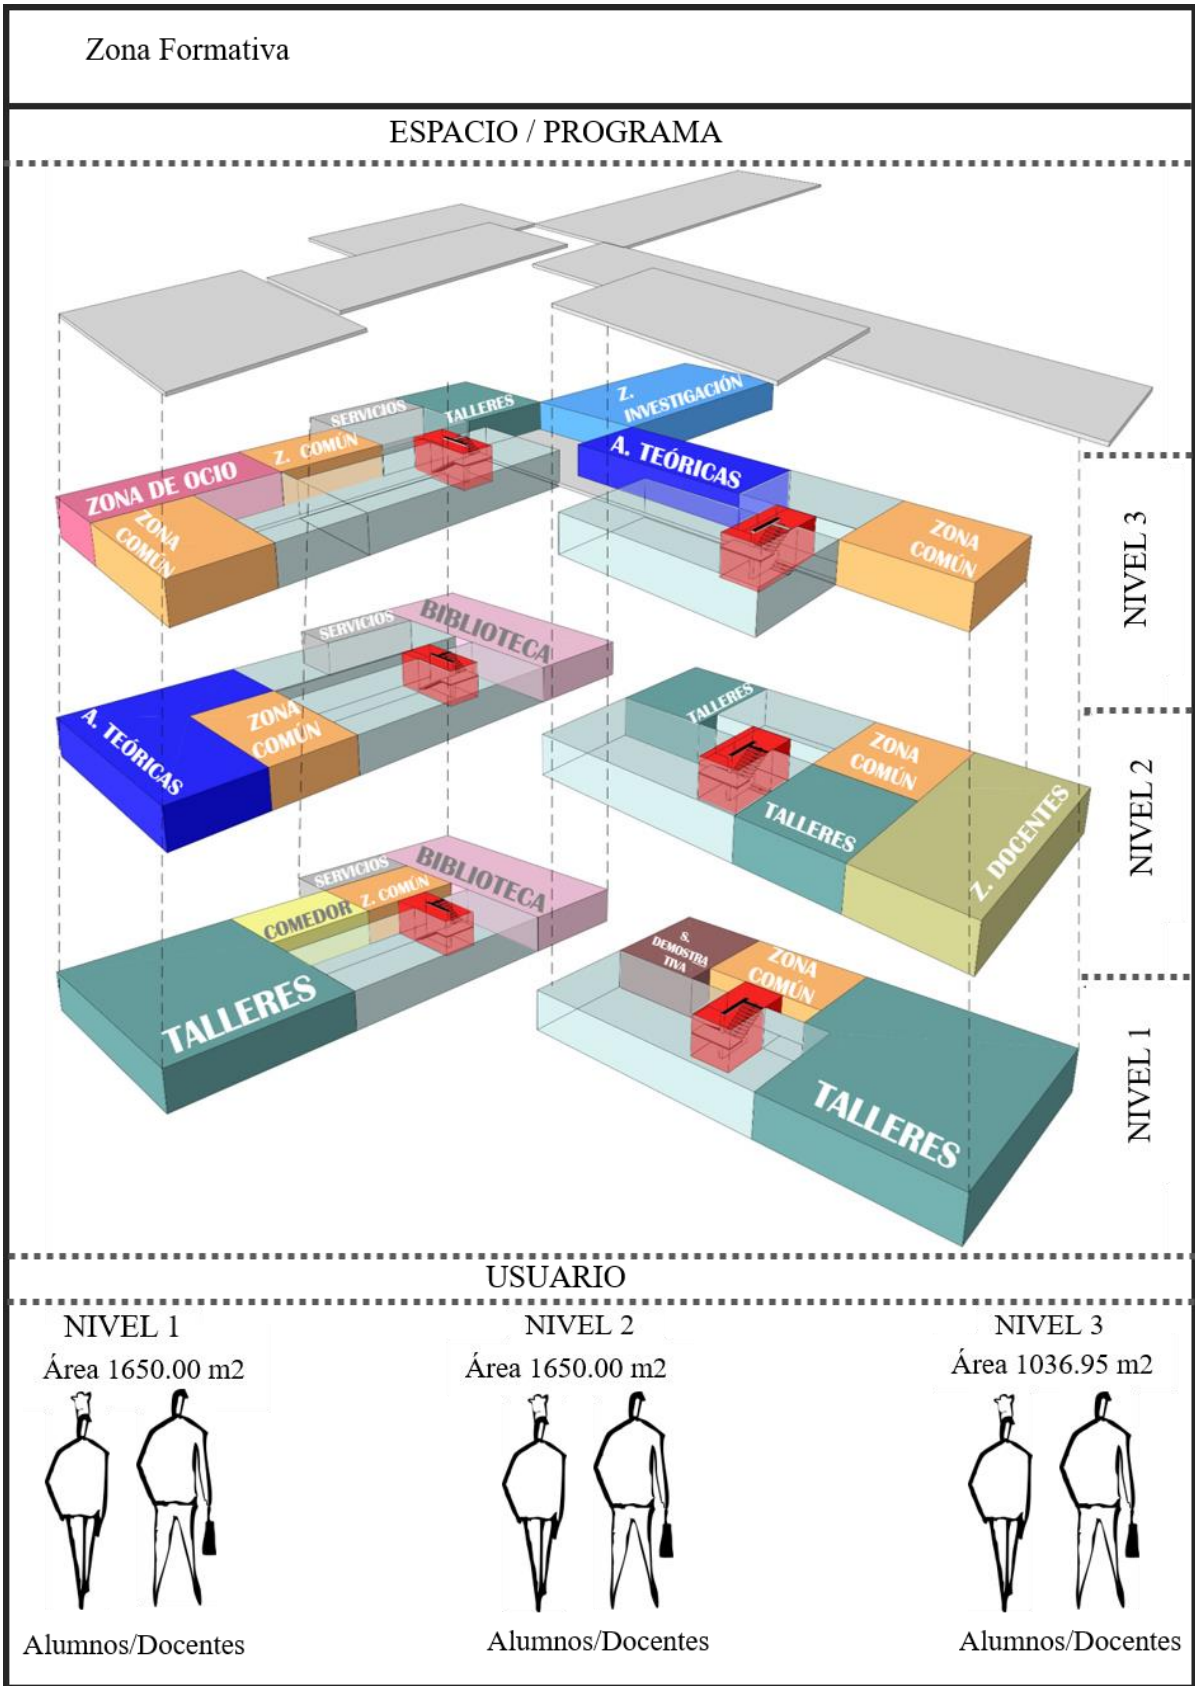 Zona Formativa
ESPACIO / PROGRAMA
SERVICIOS
TALLERES
Z.
INVESTIGACIÓN
Z. COMÚN
ZONA DE OCIO
ZONA
COMÚN
A. TEÓRICAS
ZONA
COMÚN
NIVEL 3
SERVICIOS
BIBLIOTECA
A. TEÓRICAS
ZONA
COMÚN
TALLERES
ZONA
COMÚN
TALLERES
Z. DOCENTES
NIVEL 2
SERVICIOS
BIBLIOTECA
Z. COMÚN
COMEDOR
TALLERES
S.
DEMOSTRA
TIVA
ZONA
COMÚN
TALLERES
NIVEL 1
USUARIO
NIVEL 1
Área 1650.00 m2
Alumnos/Docentes
NIVEL 2
Área 1650.00 m2
Alumnos/Docentes
NIVEL 3
Área 1036.95 m2
Alumnos/Docentes